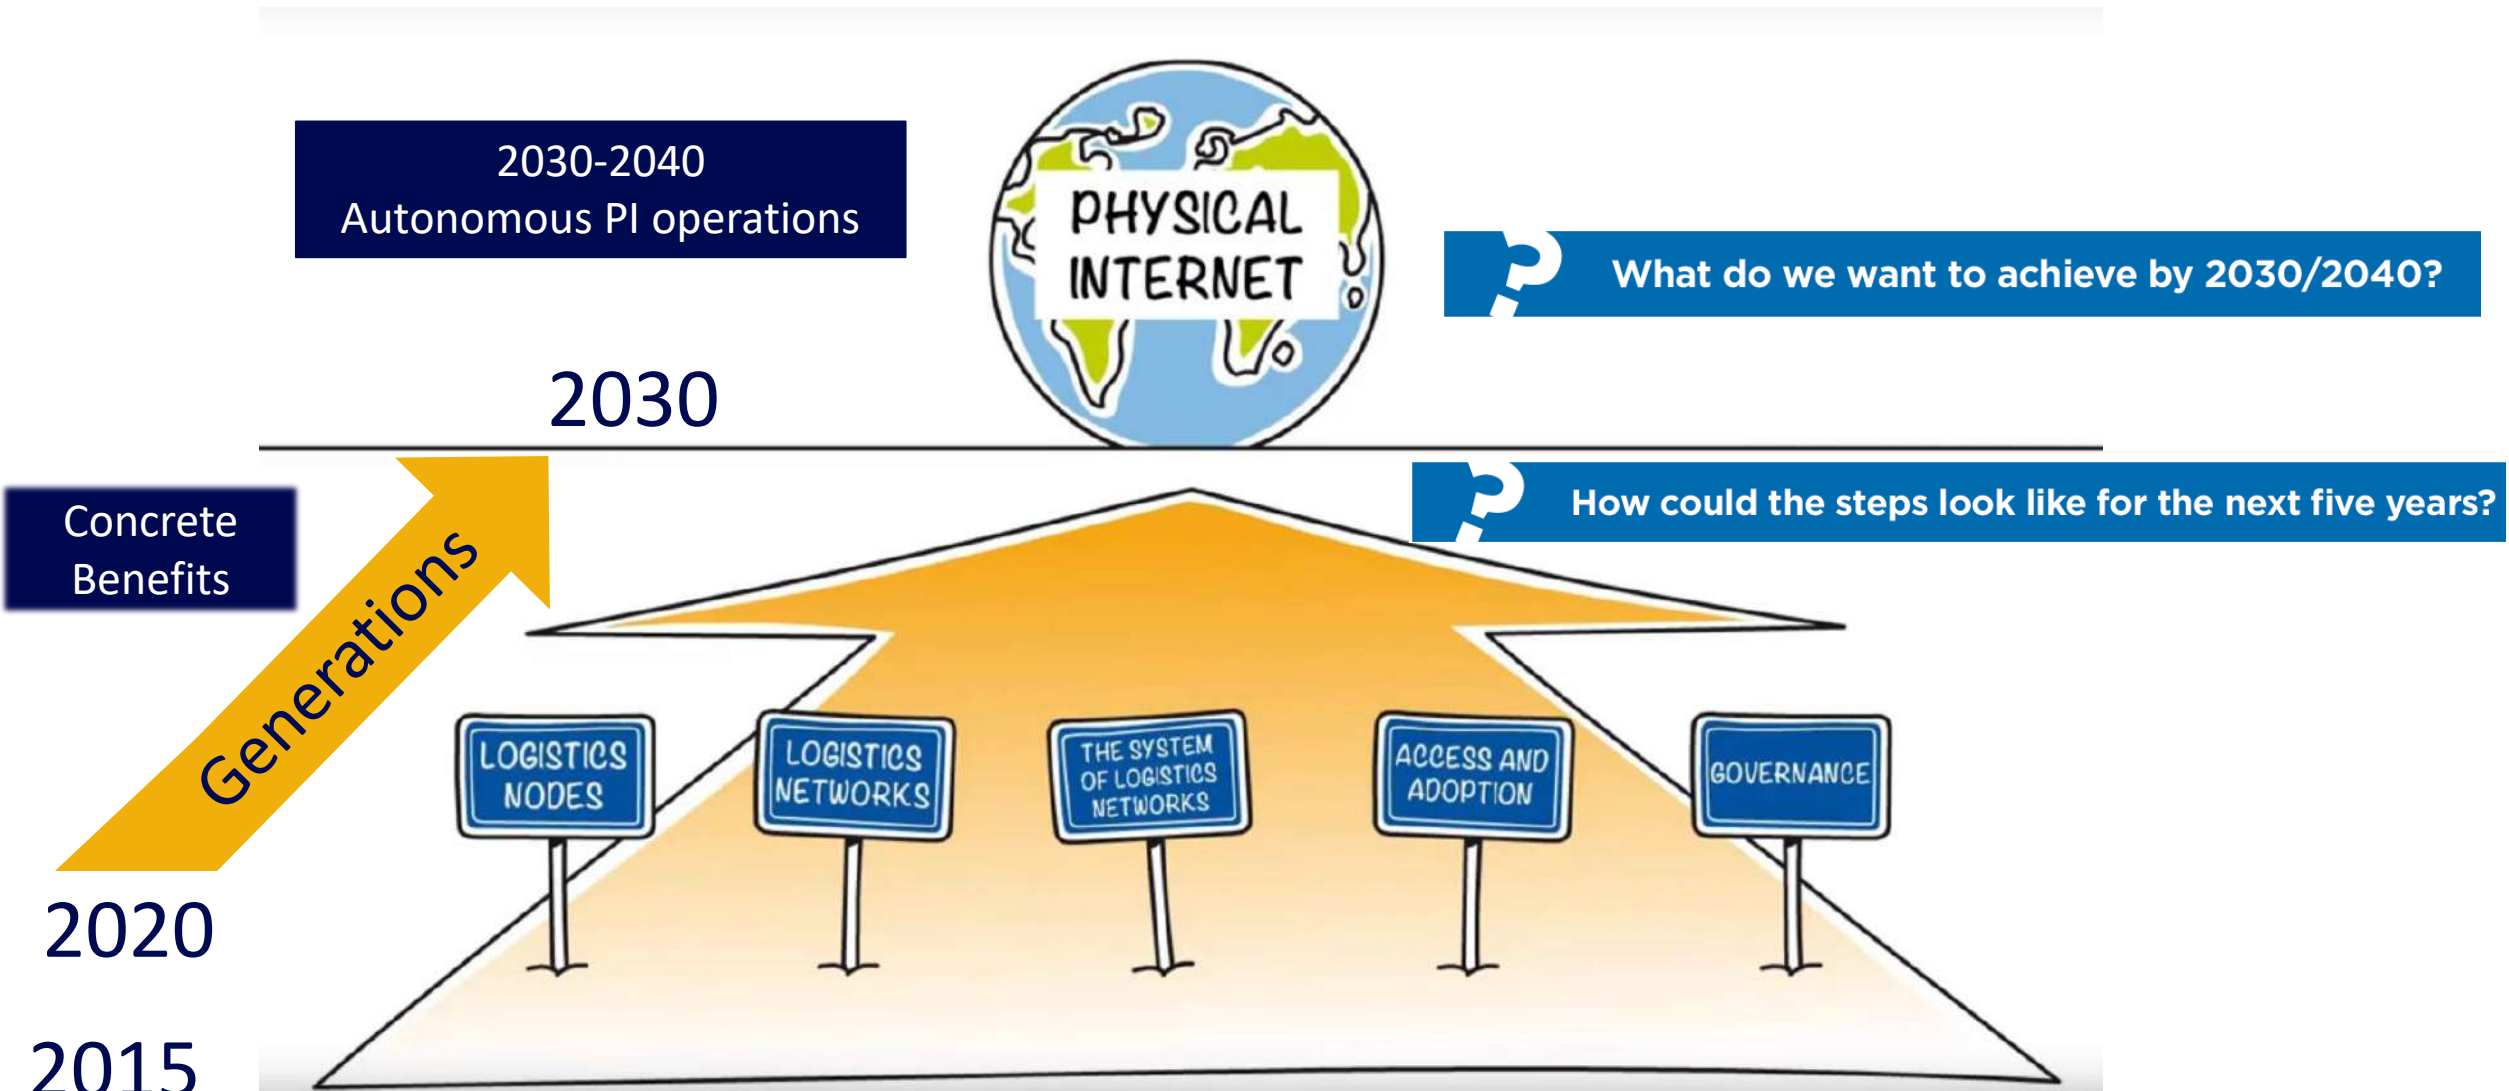 2030-2040
Autonomous PI operations
PHYSICAL
INTERNET
What do we want to achieve by 2030/2040?
2030
How could the steps look like for the next five years?
Concrete
Benefits
Generations
LOGISTICS
NODES
LOGISTICS
NETWORKS
THE SYSTEM
OF LOGISTICS
NETWORKS
ACCESS AND
ADOPTION
GOVERNANCE
2020
2015